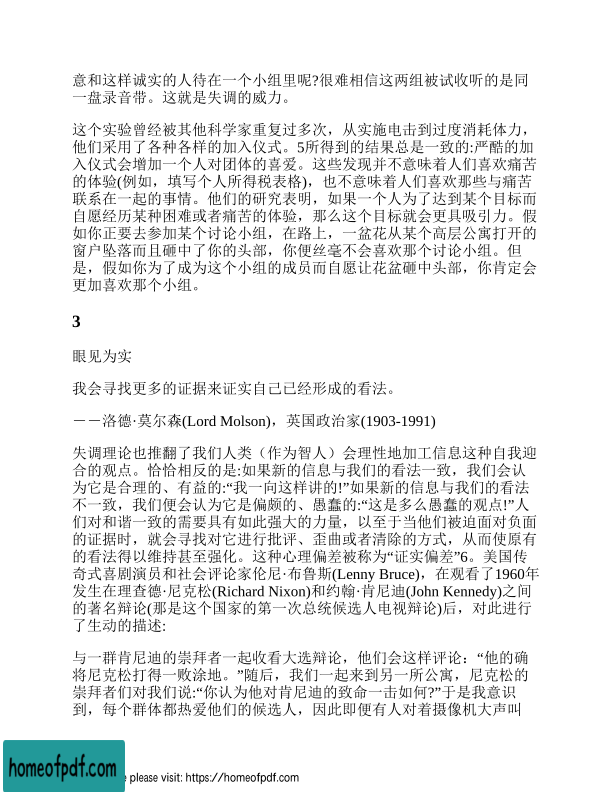 意和这样诚实的人待在一个小组里呢?很难相信这两组被试收听的是同
一盘录音带。这就是失调的威力。
这个实验曾经被其他科学家重复过多次，从实施电击到过度消耗体力，
他们采用了各种各样的加入仪式。5所得到的结果总是一致的:严酷的加
入仪式会增加一个人对团体的喜爱。这些发现并不意味着人们喜欢痛苦
的体验(例如，填写个人所得税表格)，也不意味着人们喜欢那些与痛苦
联系在一起的事情。他们的研究表明，如果一个人为了达到某个目标而
自愿经历某种困难或者痛苦的体验，那么这个目标就会更具吸引力。假
如你正要去参加某个讨论小组，在路上，一盆花从某个高层公寓打开的
窗户坠落而且砸中了你的头部，你便丝毫不会喜欢那个讨论小组。但
是，假如你为了成为这个小组的成员而自愿让花盆砸中头部，你肯定会
更加喜欢那个小组。
3
眼见为实
我会寻找更多的证据来证实自己已经形成的看法。
－－洛德·莫尔森(Lord Molson)，英国政治家(1903-1991)
失调理论也推翻了我们人类（作为智人）会理性地加工信息这种自我迎
合的观点。恰恰相反的是:如果新的信息与我们的看法一致，我们会认
为它是合理的、有益的:“我一向这样讲的!”如果新的信息与我们的看法
不一致，我们便会认为它是偏颇的、愚蠢的:“这是多么愚蠢的观点!”人
们对和谐一致的需要具有如此强大的力量，以至于当他们被迫面对负面
的证据时，就会寻找对它进行批评、歪曲或者清除的方式，从而使原有
的看法得以维持甚至强化。这种心理偏差被称为“证实偏差”6。美国传
奇式喜剧演员和社会评论家伦尼·布鲁斯(Lenny Bruce)，在观看了1960年
发生在理查德·尼克松(Richard Nixon)和约翰·肯尼迪(John Kennedy)之间
的著名辩论(那是这个国家的第一次总统候选人电视辩论)后，对此进行
了生动的描述:
与一群肯尼迪的崇拜者一起收看大选辩论，他们会这样评论：“他的确
将尼克松打得一败涂地。”随后，我们一起来到另一所公寓，尼克松的
崇拜者们对我们说:“你认为他对肯尼迪的致命一击如何?”于是我意识
到，每个群体都热爱他们的候选人，因此即便有人对着摄像机大声叫
homeofpdf.com
please visit: https://homeofpdf.com